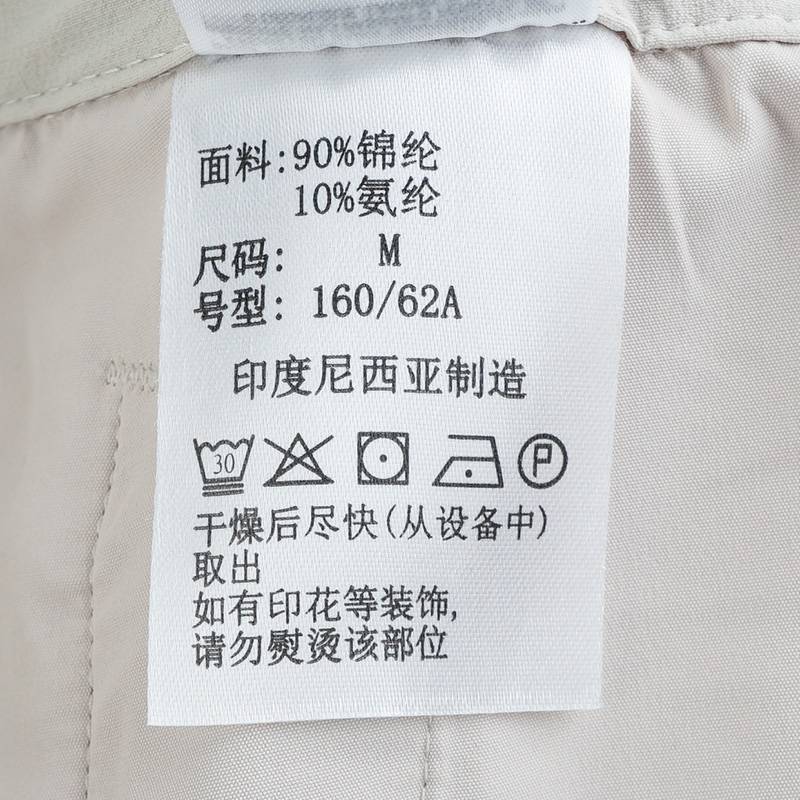 面料:90%锦纶
10%氨纶
尺码: M
号型: 160/62A
印度尼西亚制造
30 P
干燥后尽快(从设备中)
取出
如有印花等装饰,
请勿熨烫该部位